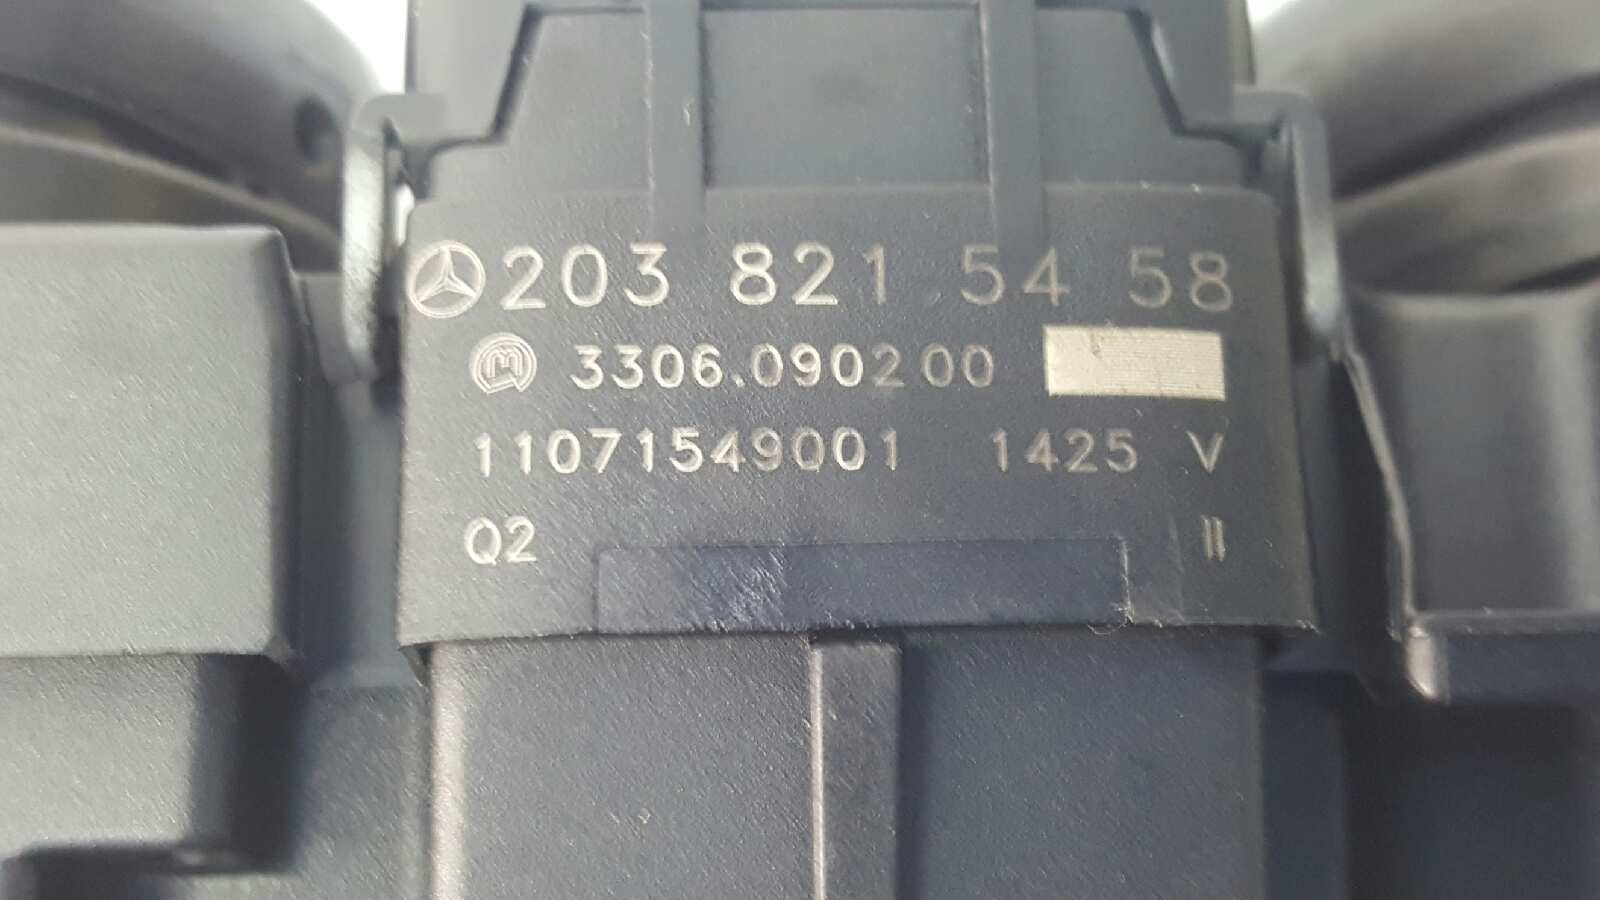 203 821 54 58
M 3306.090200
11071549001 1425 V
Q2 II